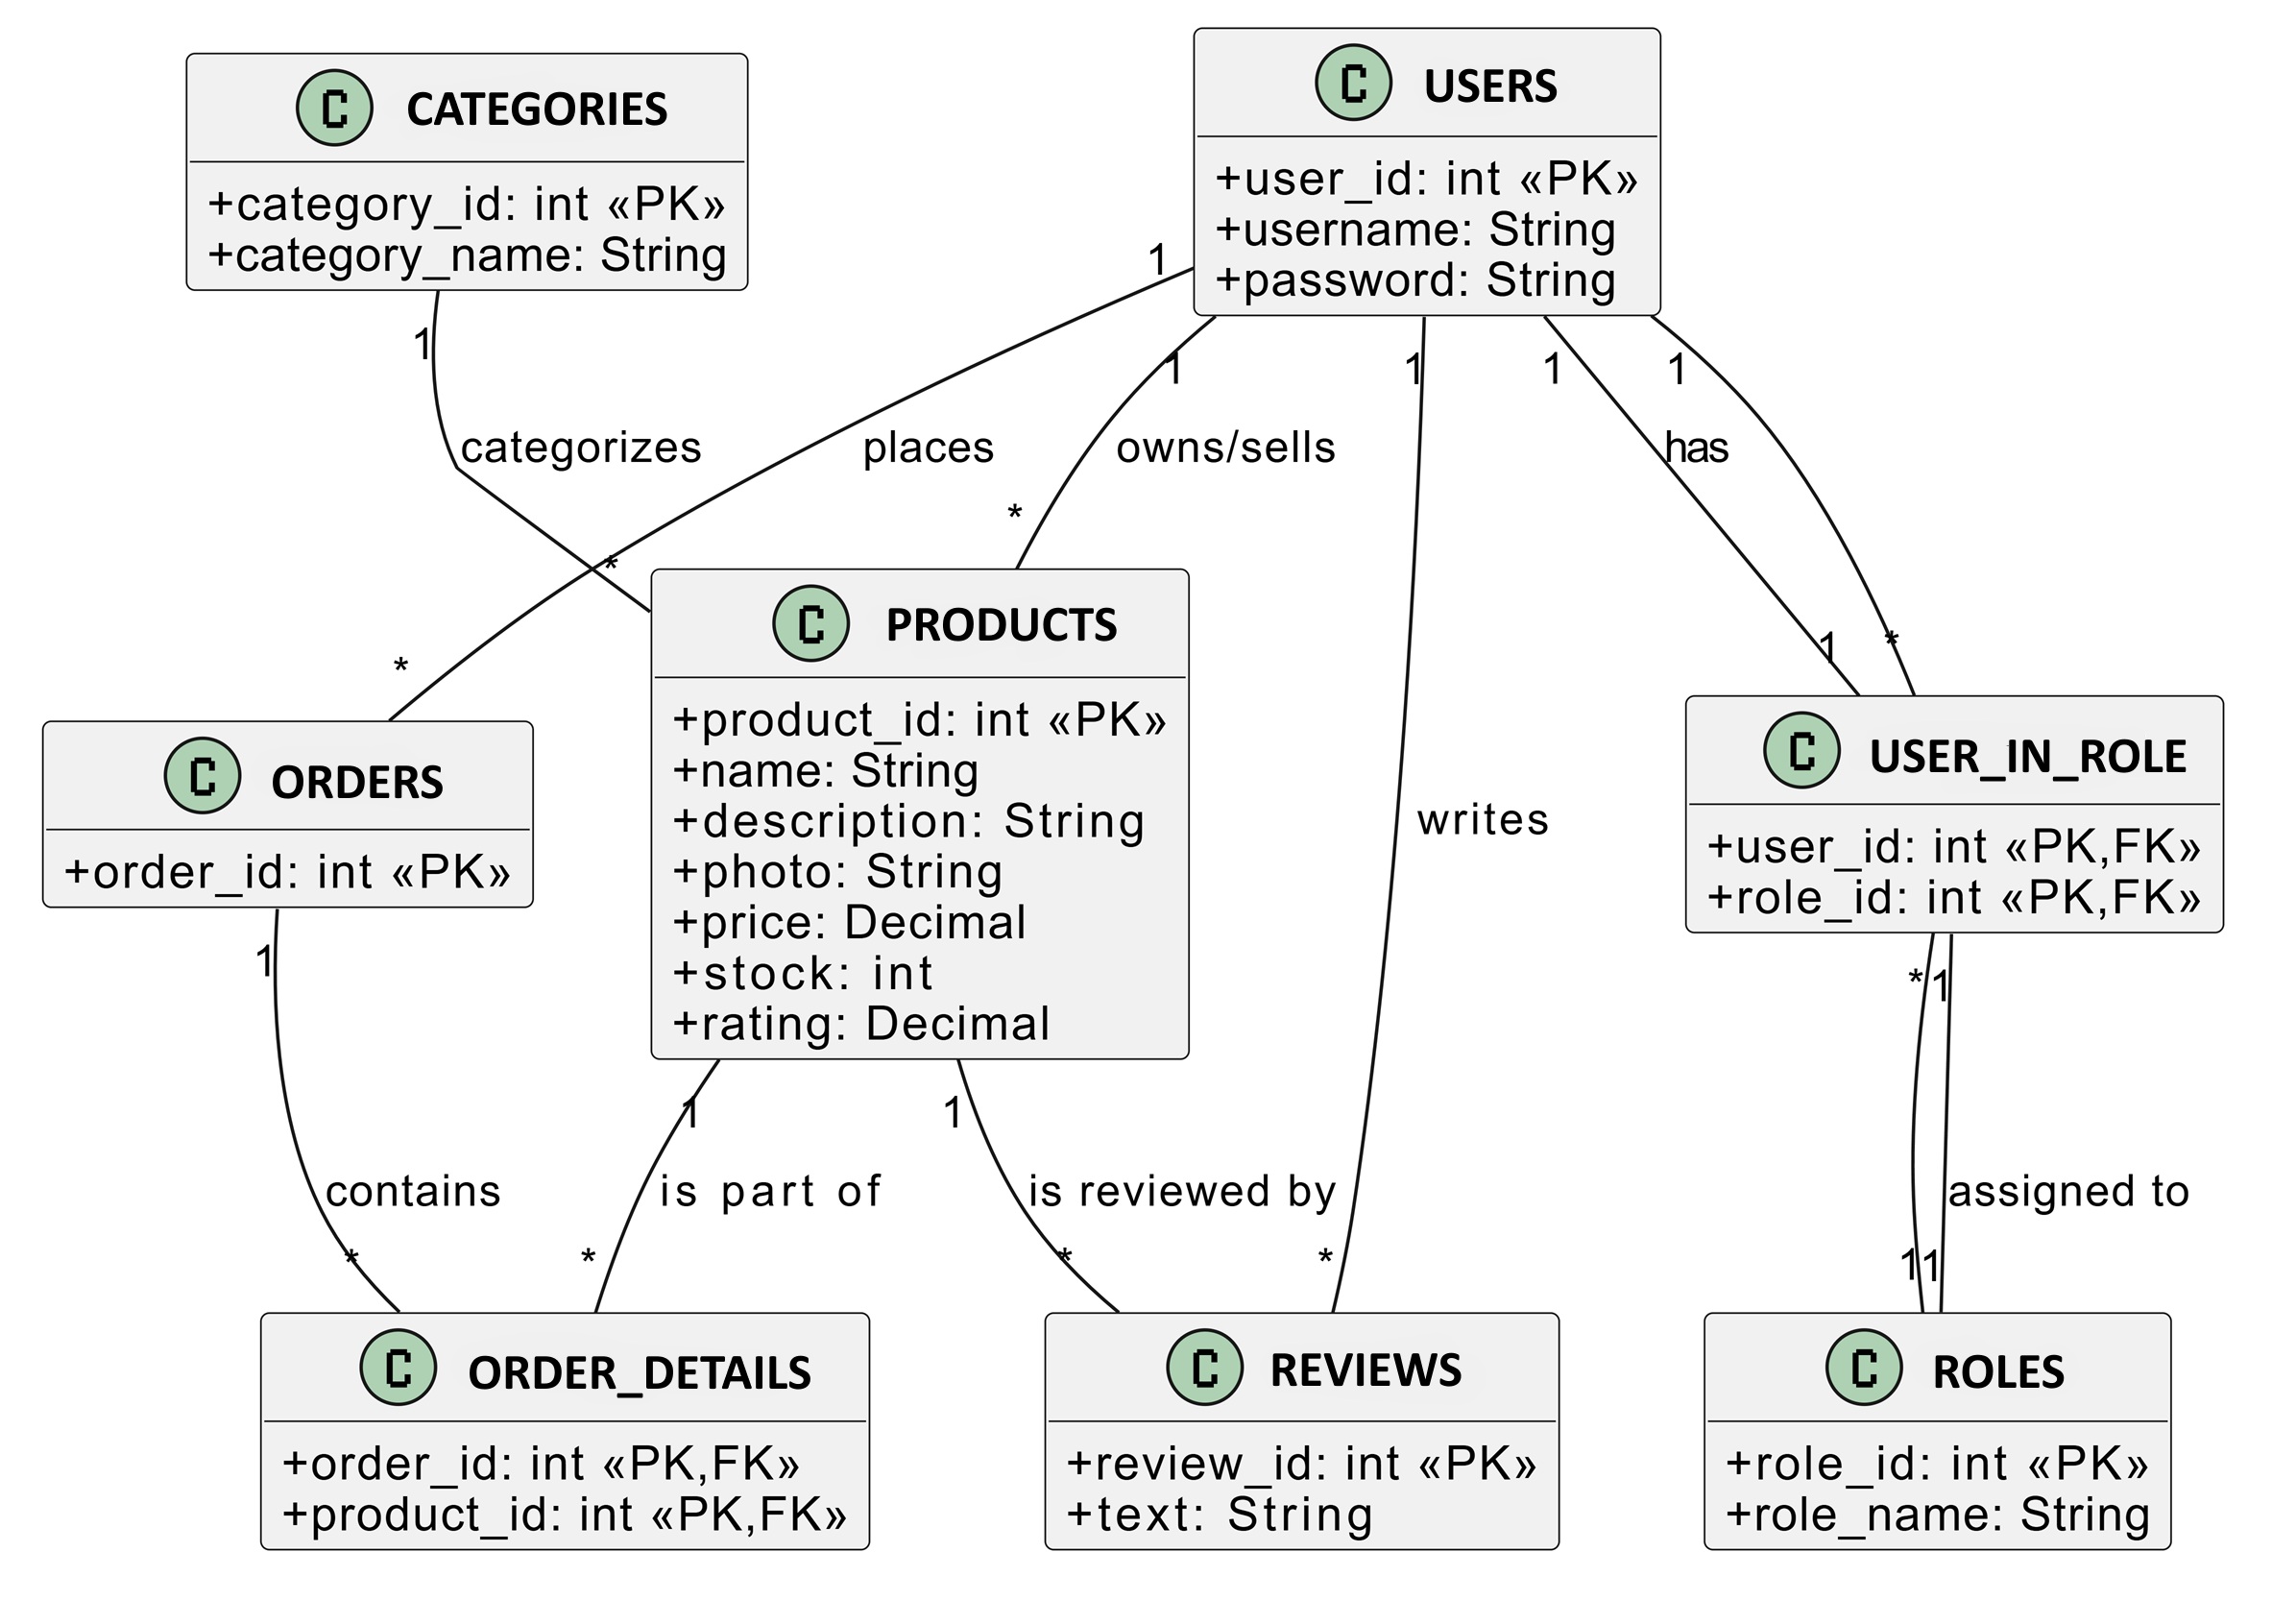 C CATEGORIES
+category_id: int «PK»
+category_name: String
C USERS
+user_id: int «PK»
+username: String
+password: String
1
1
1
1
1
1
categorizes
places
owns/sells
has
*
*
*
1
*
C PRODUCTS
+product_id: int «PK»
+name: String
+description: String
+photo: String
+price: Decimal
+stock: int
+rating: Decimal
C ORDERS
+order_id: int «PK»
writes
C USER_IN_ROLE
+user_id: int «PK,FK»
+role_id: int «PK,FK»
1
1
1
*
1
contains
is part of
is reviewed by
assigned to
*
*
*
*
1
1
C ORDER_DETAILS
+order_id: int «PK,FK»
+product_id: int «PK,FK»
C REVIEWS
+review_id: int «PK»
+text: String
C ROLES
+role_id: int «PK»
+role_name: String